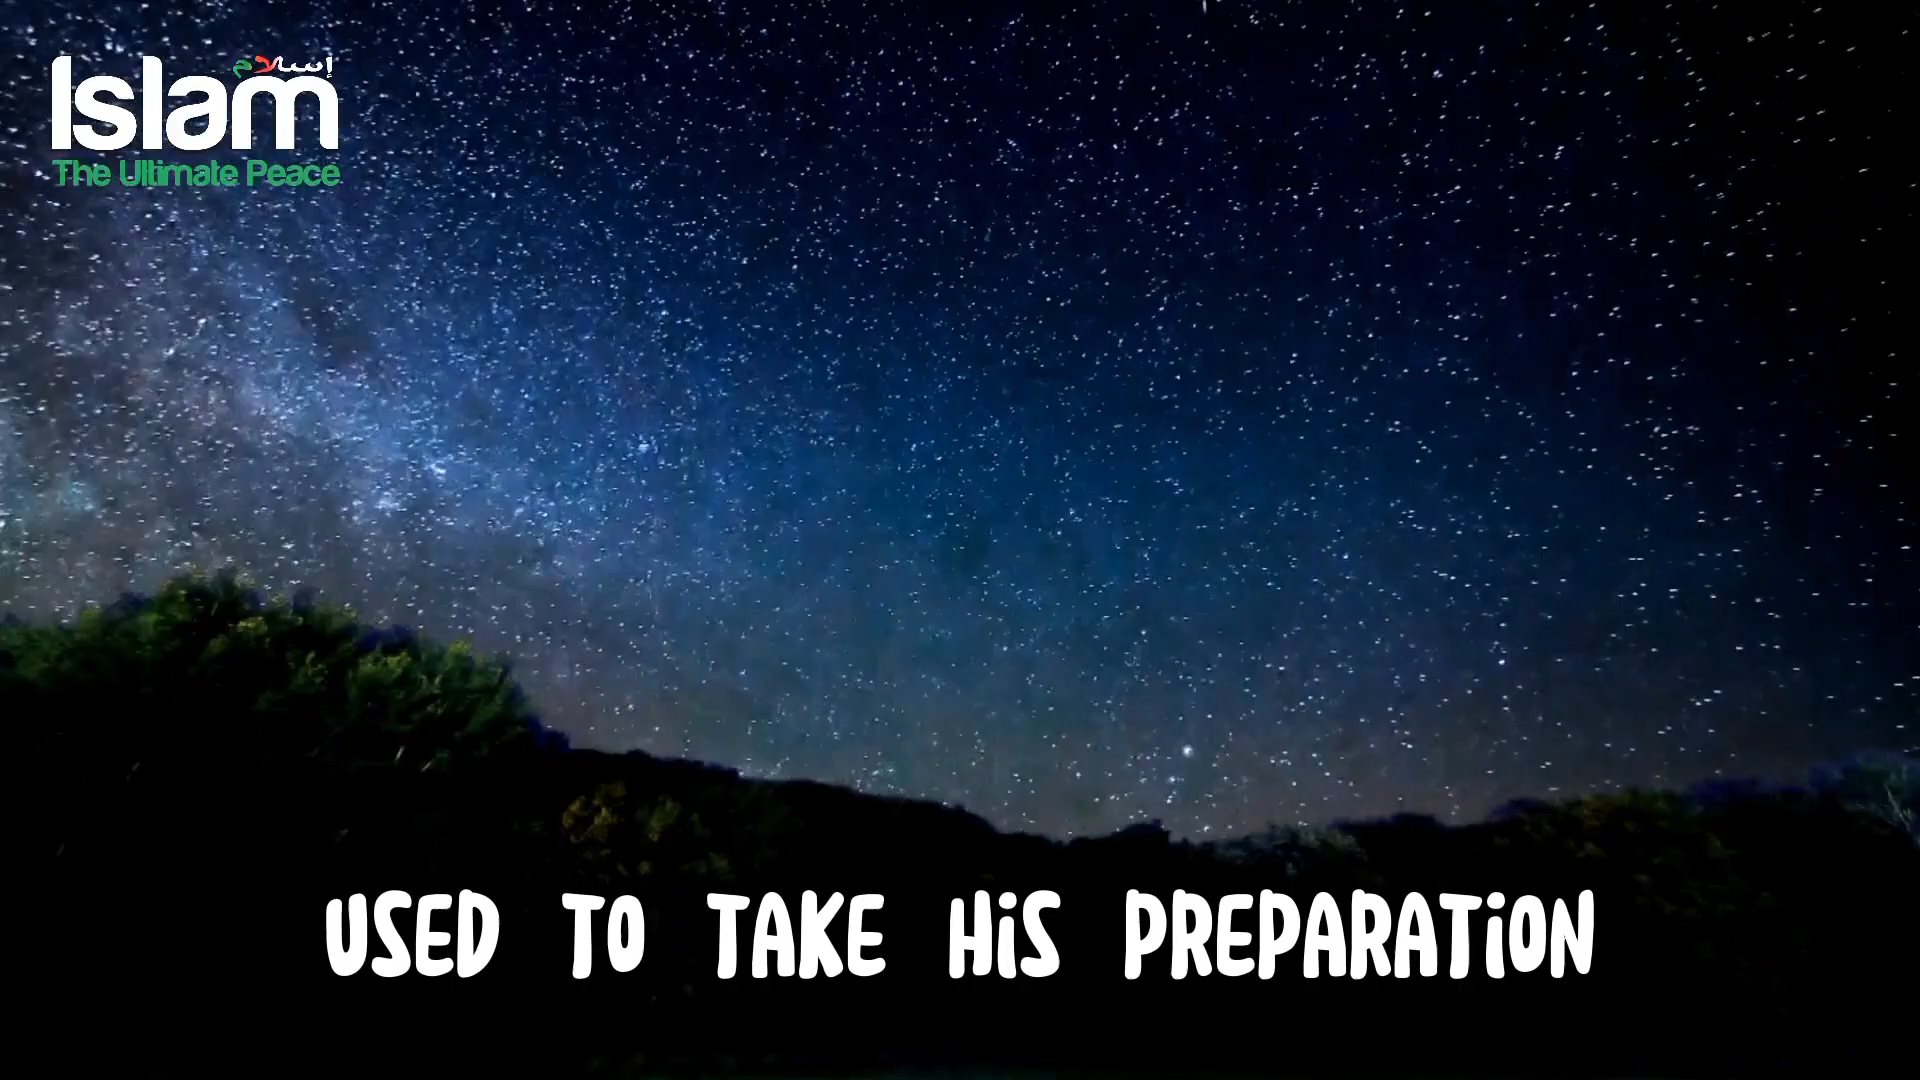 إسلام
Islam
The Ultimate Peace
USED TO TAKE HiS PREPARATiON